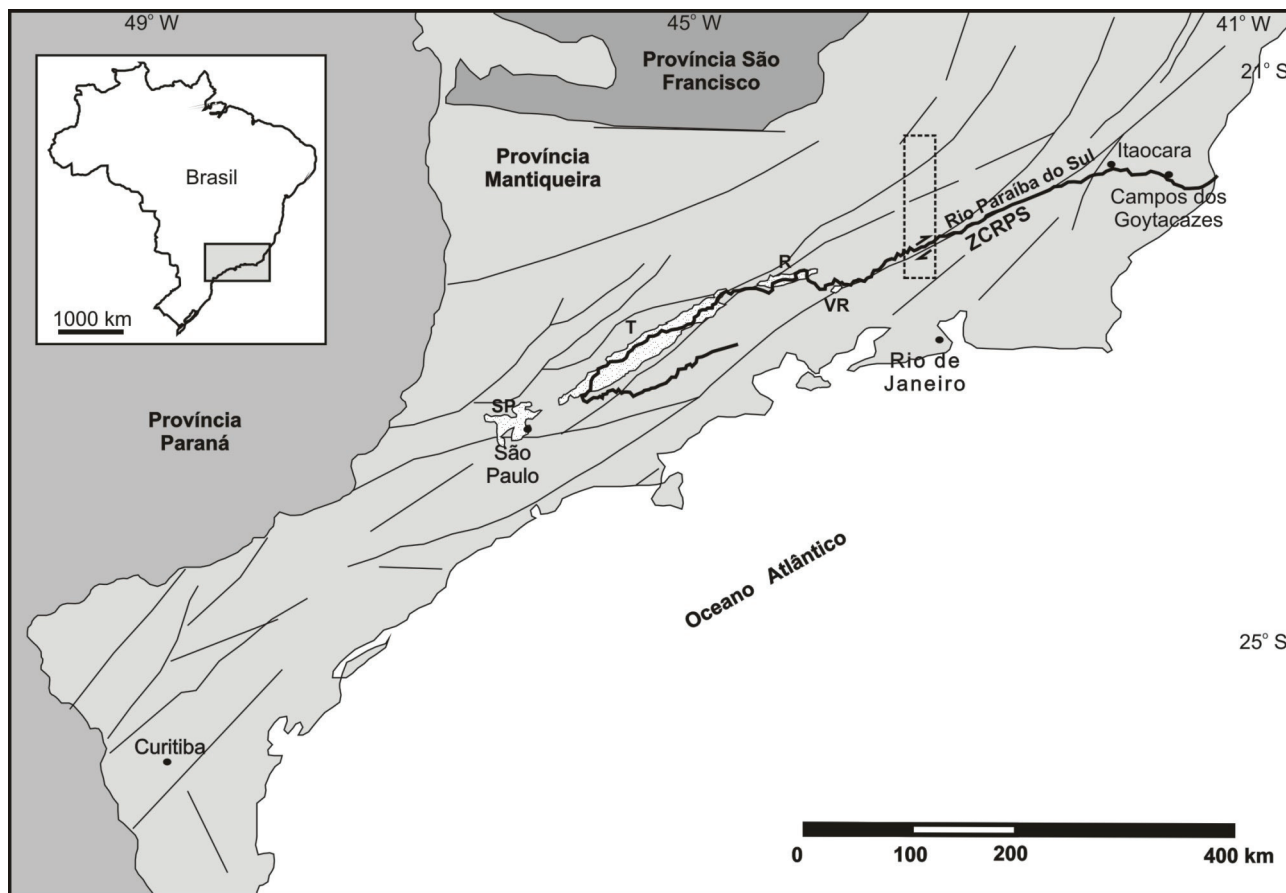 49° W
45° W
41° W
21° S
Província São
Francisco
Província
Mantiqueira
Brasil
1000 km
Itaocara
Rio Paraíba do Sul
Campos dos
Goytacazes
ZCRPS
R
VR
T
Rio de
Janeiro
SP
São
Paulo
Província
Paraná
Oceano Atlântico
25° S
Curitiba
0 100 200 400 km